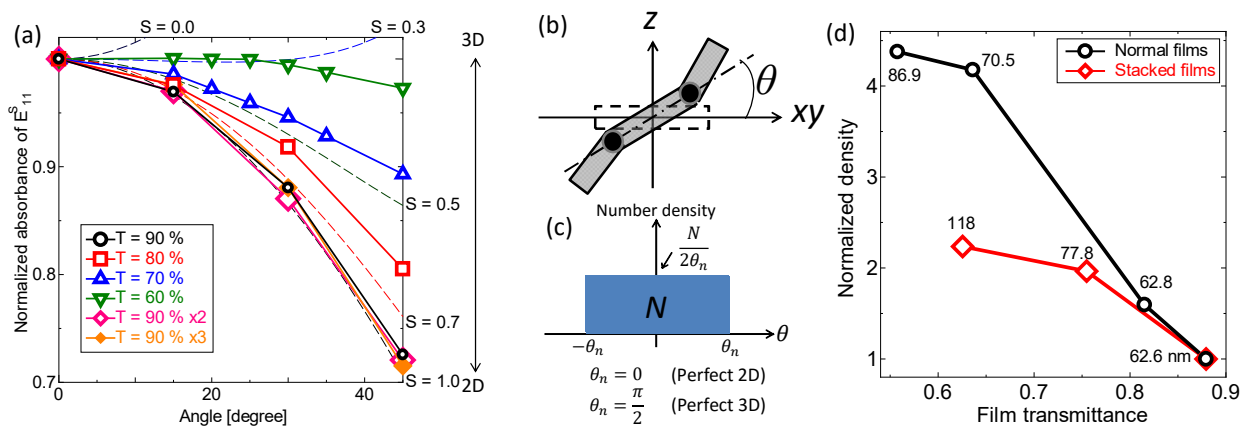 (a)
S = 0.0
S = 0.3
3D
Normalized absorbance of E^S_11
0.9
0.8
0.7
S = 0.5
S = 0.7
S = 1.0
2D
T = 90 %
T = 80 %
T = 70 %
T = 60 %
T = 90 % x2
T = 90 % x3
0
20
40
Angle [degree]
(b)
z
θ
xy
(c)
Number density
N/2θ_n
N
θ
−θ_n
θ_n
θ_n = 0 (Perfect 2D)
θ_n = π/2 (Perfect 3D)
(d)
Normal films
Stacked films
Normalized density
4
3
2
1
86.9
70.5
118
77.8
62.8
62.6 nm
0.6
0.7
0.8
0.9
Film transmittance